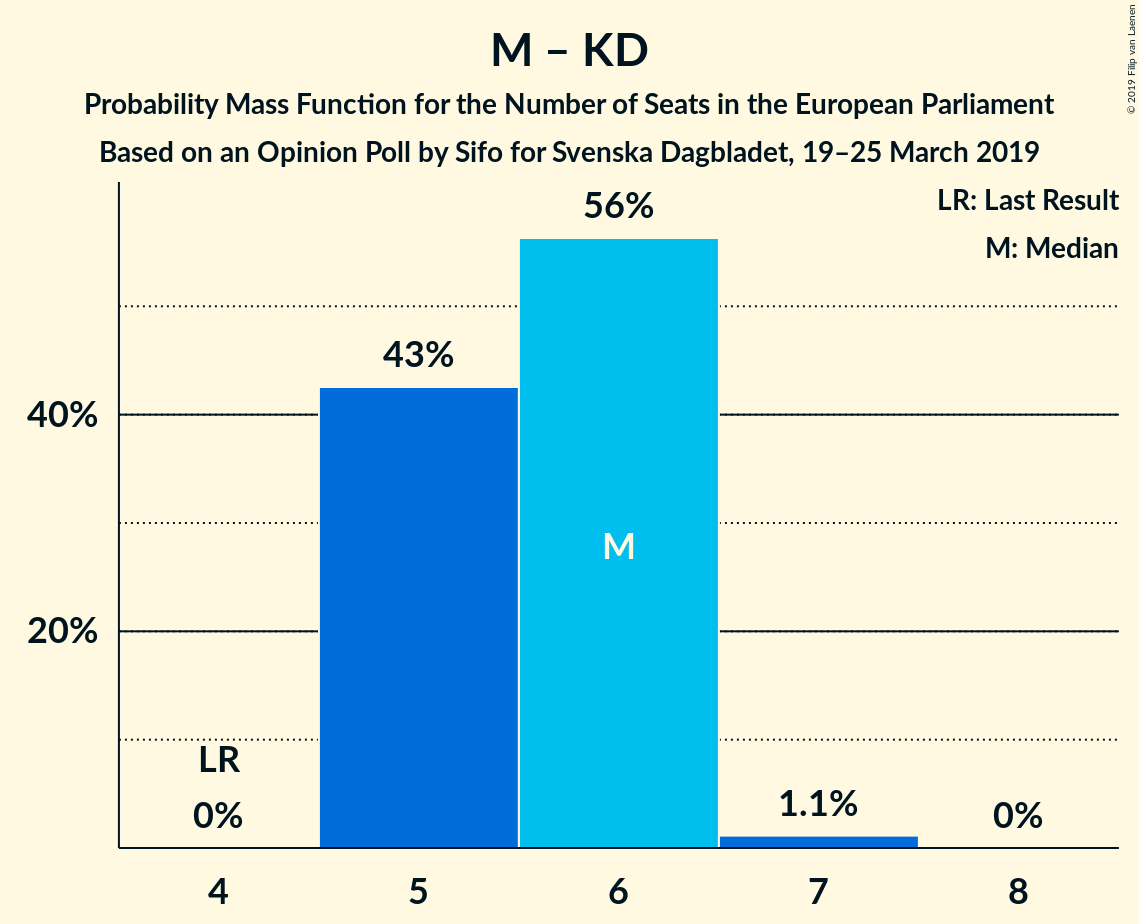 M – KD
Probability Mass Function for the Number of Seats in the European Parliament
Based on an Opinion Poll by Sifo for Svenska Dagbladet, 19–25 March 2019
© 2019 Filip van Laenen
LR: Last Result
M: Median
56%
43%
40%
M
20%
LR
0%
1.1%
0%
4 5 6 7 8